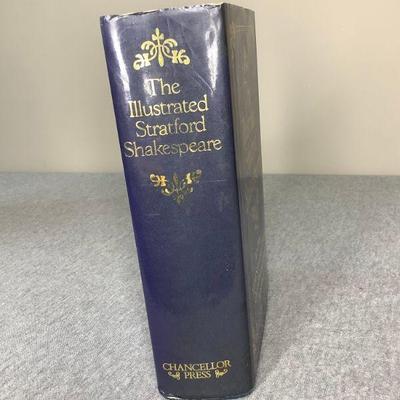 The
Illustrated
Stratford
Shakespeare
CHANCELLOR
PRESS